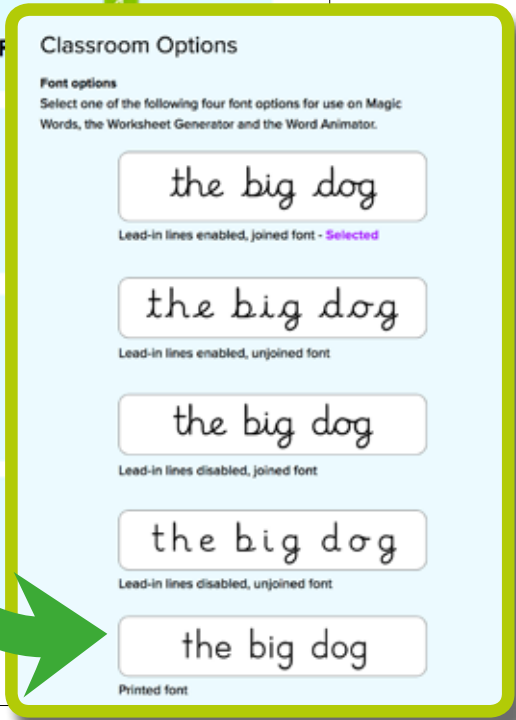 Classroom Options
Font options
Select one of the following four font options for use on Magic
Words, the Worksheet Generator and the Word Animator.
the big dog
Lead-in lines enabled, joined font - Selected
the big dog
Lead-in lines enabled, unjoined font
the big dog
Lead-in lines disabled, joined font
the big dog
Lead-in lines disabled, unjoined font
the big dog
Printed font